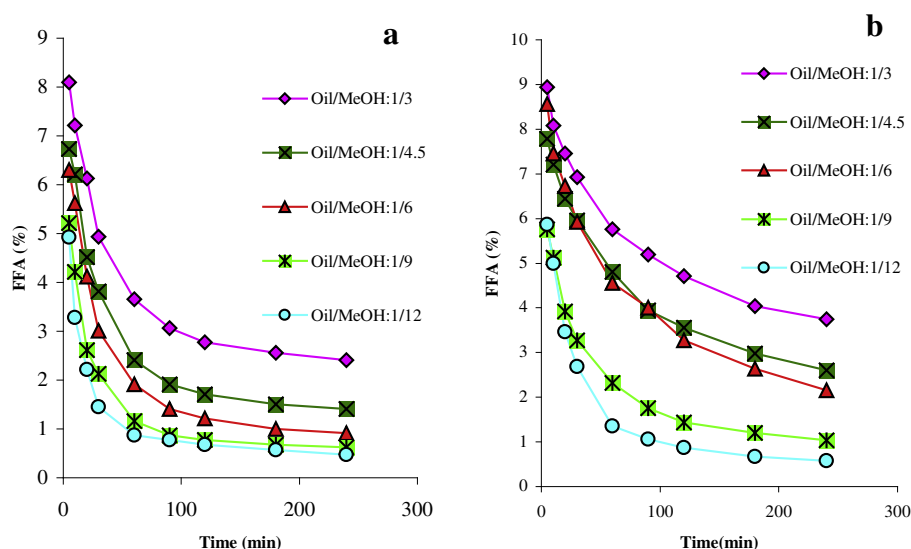 a
9
8
7
6
5
4
3
2
1
0
FFA (%)
0
100
200
300
Time (min)
Oil/MeOH:1/3
Oil/MeOH:1/4.5
Oil/MeOH:1/6
Oil/MeOH:1/9
Oil/MeOH:1/12
b
10
9
8
7
6
5
4
3
2
1
0
FFA (%)
0
100
200
300
Time(min)
Oil/MeOH:1/3
Oil/MeOH:1/4.5
Oil/MeOH:1/6
Oil/MeOH:1/9
Oil/MeOH:1/12